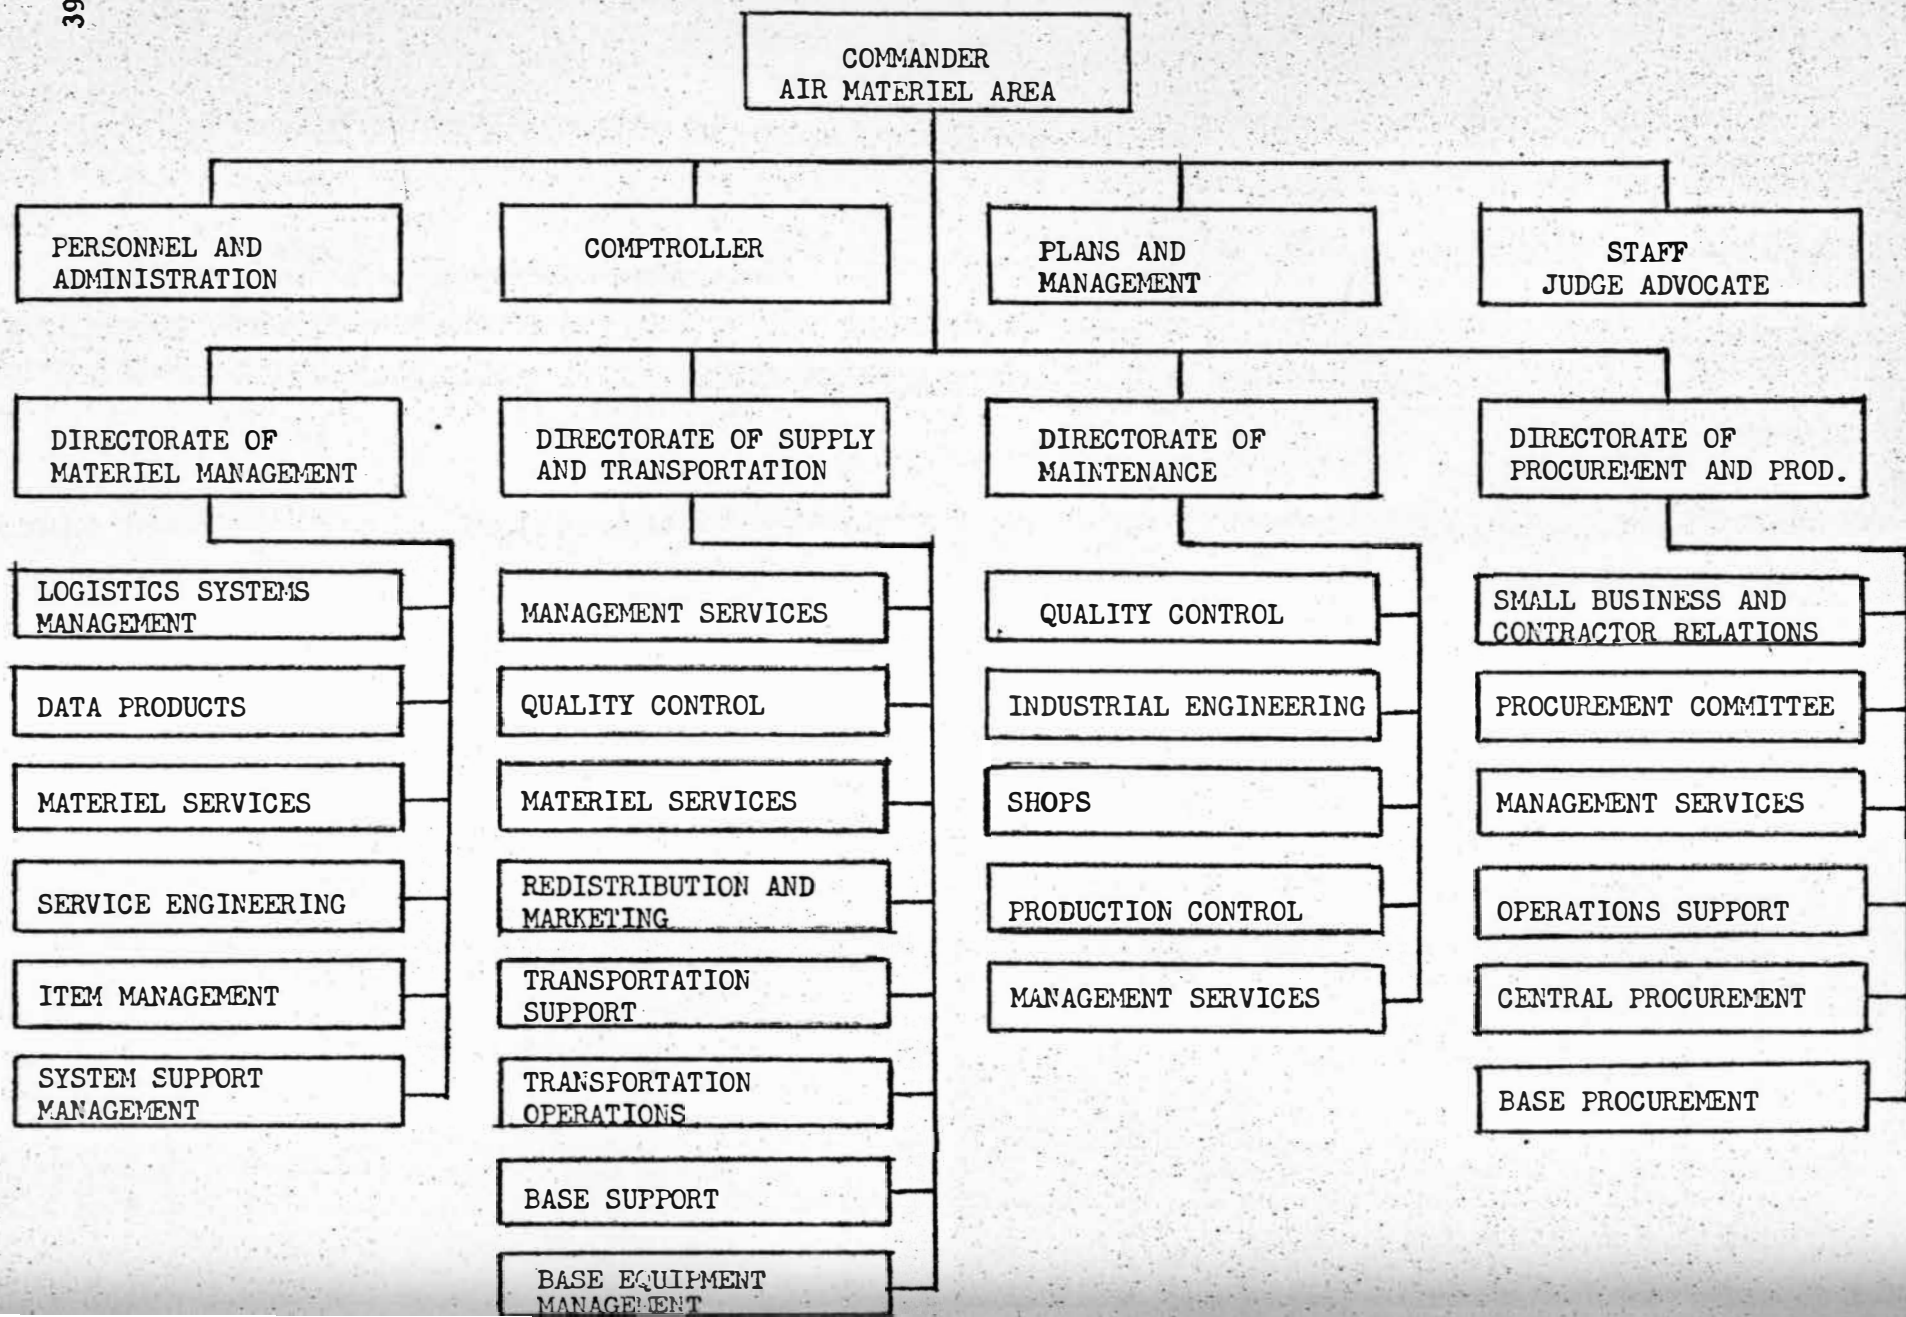 39
COMMANDER
AIR MATERIEL AREA
PERSONNEL AND
ADMINISTRATION
COMPTROLLER
PLANS AND
MANAGEMENT
STAFF
JUDGE ADVOCATE
DIRECTORATE OF
MATERIEL MANAGEMENT
DIRECTORATE OF SUPPLY
AND TRANSPORTATION
DIRECTORATE OF
MAINTENANCE
DIRECTORATE OF
PROCUREMENT AND PROD.
LOGISTICS SYSTEMS
MANAGEMENT
DATA PRODUCTS
MATERIEL SERVICES
SERVICE ENGINEERING
ITEM MANAGEMENT
SYSTEM SUPPORT
MANAGEMENT
MANAGEMENT SERVICES
QUALITY CONTROL
MATERIEL SERVICES
REDISTRIBUTION AND
MARKETING
TRANSPORTATION
SUPPORT
TRANSPORTATION
OPERATIONS
BASE SUPPORT
BASE EQUIPMENT
MANAGEMENT
QUALITY CONTROL
INDUSTRIAL ENGINEERING
SHOPS
PRODUCTION CONTROL
MANAGEMENT SERVICES
SMALL BUSINESS AND
CONTRACTOR RELATIONS
PROCUREMENT COMMITTEE
MANAGEMENT SERVICES
OPERATIONS SUPPORT
CENTRAL PROCUREMENT
BASE PROCUREMENT